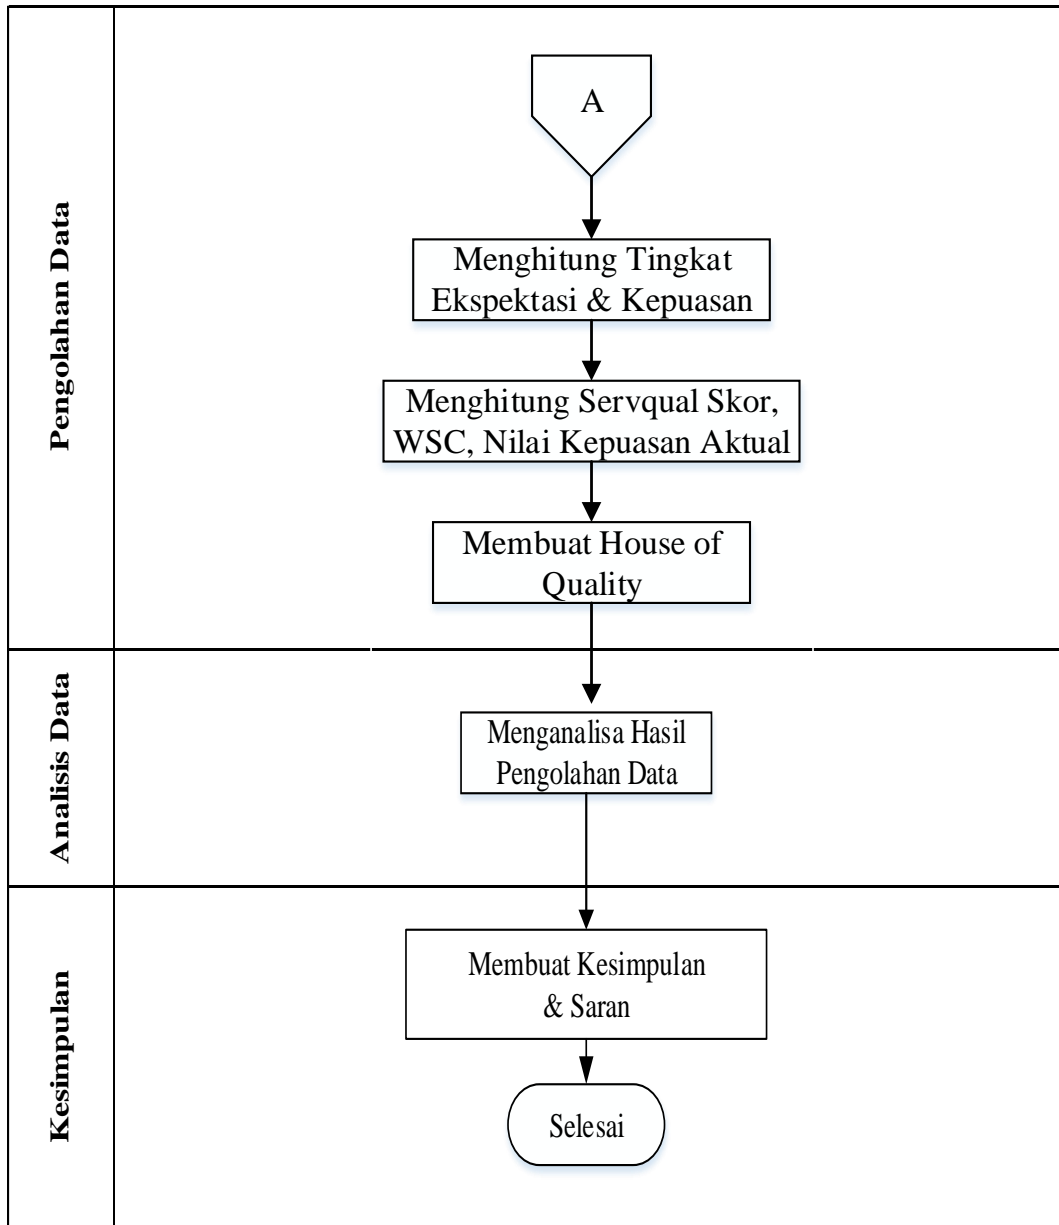 Pengolahan Data
A
Menghitung Tingkat
Ekspektasi & Kepuasan
Menghitung Servqual Skor,
WSC, Nilai Kepuasan Aktual
Membuat House of
Quality
Analisis Data
Menganalisa Hasil
Pengolahan Data
Kesimpulan
Membuat Kesimpulan
& Saran
Selesai